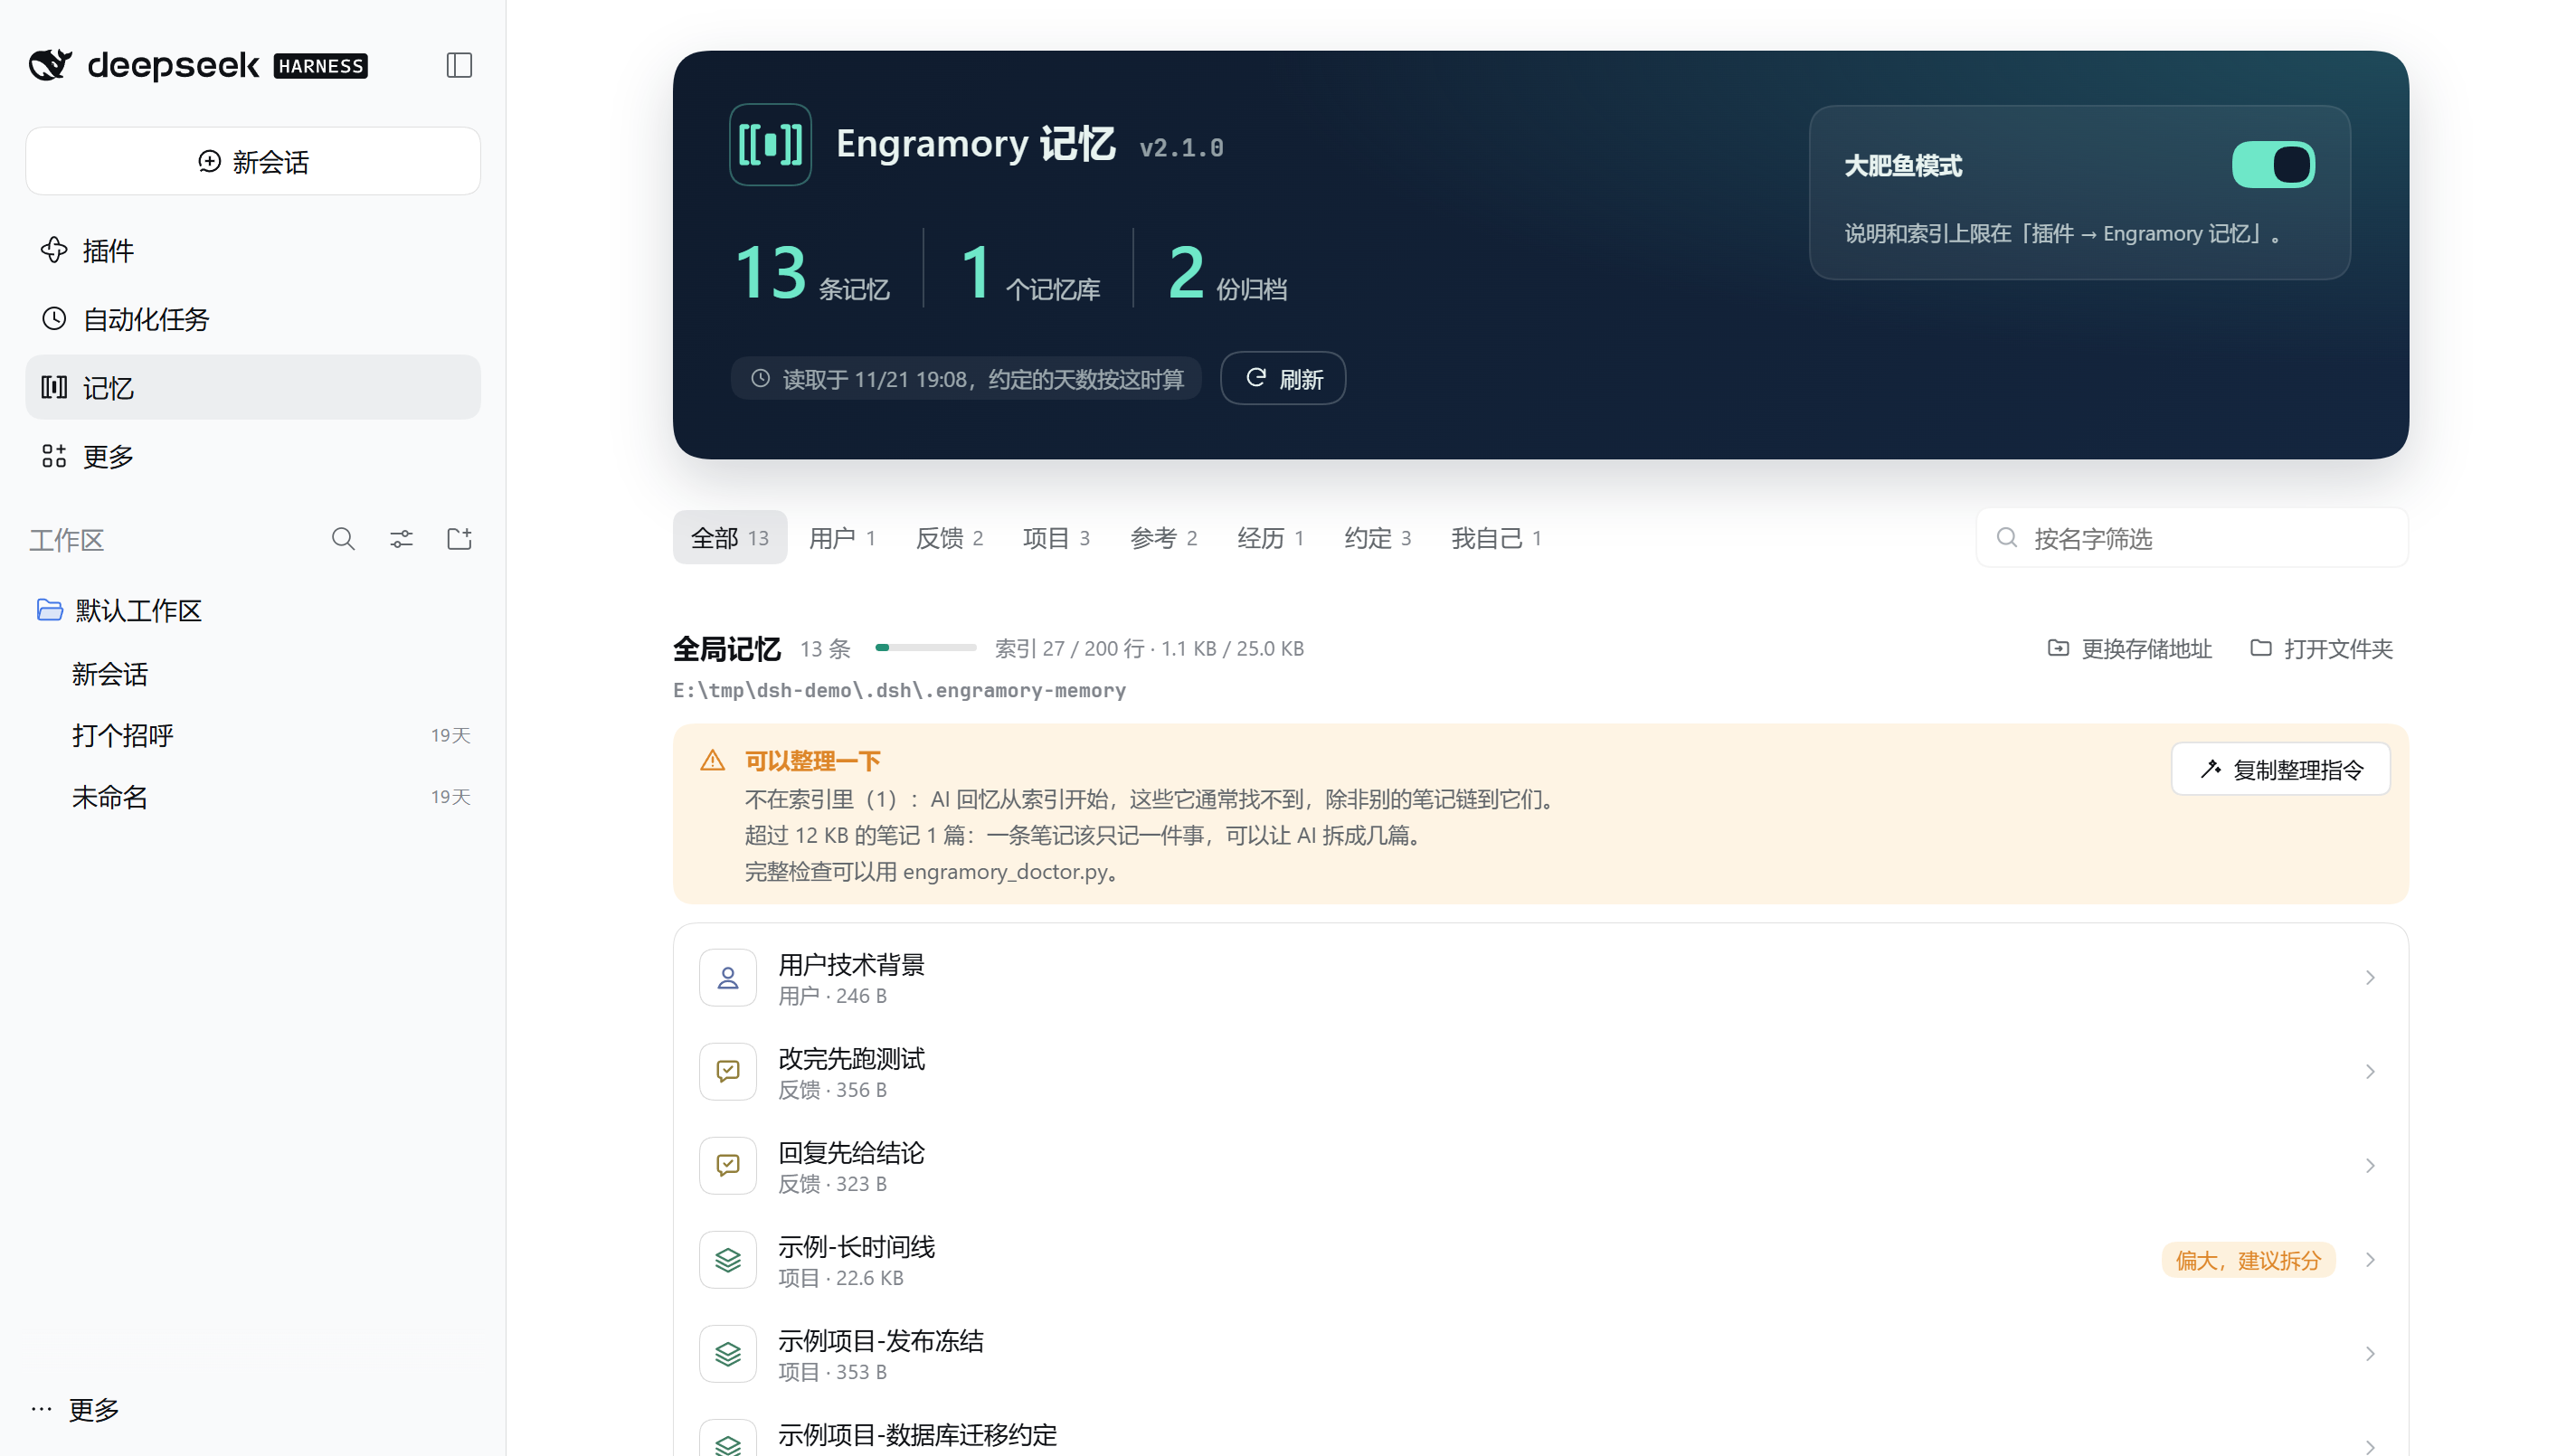 deepseek HARNESS
新会话
插件
自动化任务
记忆
更多
工作区
默认工作区
新会话
打个招呼 19天
未命名 19天
更多
Engramory 记忆 v2.1.0
13 条记忆 1 个记忆库 2 份归档
读取于 11/21 19:08，约定的天数按这时算 刷新
大肥鱼模式
说明和索引上限在「插件 → Engramory 记忆」。
全部 13 用户 1 反馈 2 项目 3 参考 2 经历 1 约定 3 我自己 1
按名字筛选
全局记忆 13 条 索引 27 / 200 行 · 1.1 KB / 25.0 KB 更换存储地址 打开文件夹
E:\tmp\dsh-demo\.dsh\.engramory-memory
可以整理一下
复制整理指令
不在索引里（1）：AI 回忆从索引开始，这些它通常找不到，除非别的笔记链到它们。
超过 12 KB 的笔记 1 篇：一条笔记该只记一件事，可以让 AI 拆成几篇。
完整检查可以用 engramory_doctor.py。
用户技术背景
用户 · 246 B
改完先跑测试
反馈 · 356 B
回复先给结论
反馈 · 323 B
示例-长时间线
项目 · 22.6 KB
偏大，建议拆分
示例项目-发布冻结
项目 · 353 B
示例项目-数据库迁移约定